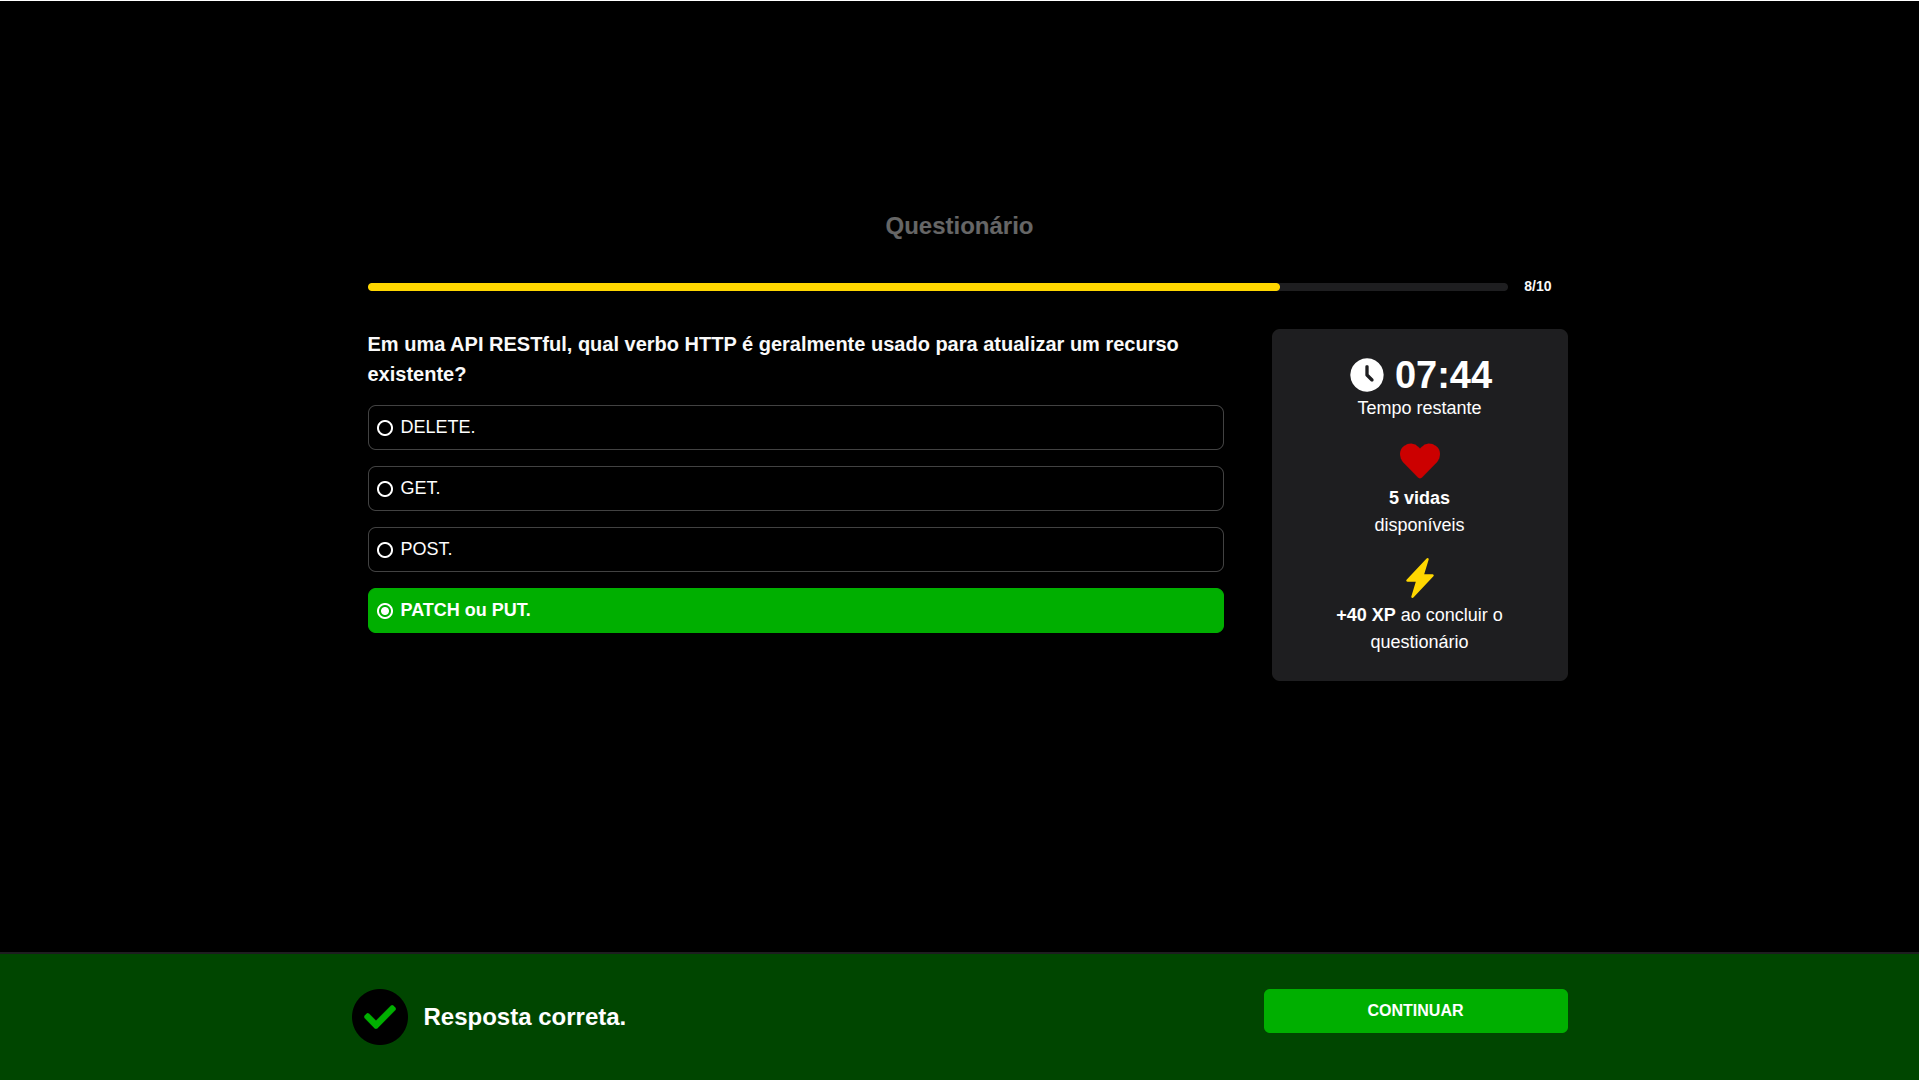 Questionário
8/10
Em uma API RESTful, qual verbo HTTP é geralmente usado para atualizar um recurso
existente?
DELETE.
GET.
POST.
PATCH ou PUT.
07:44
Tempo restante
5 vidas
disponíveis
+40 XP ao concluir o
questionário
Resposta correta.
CONTINUAR